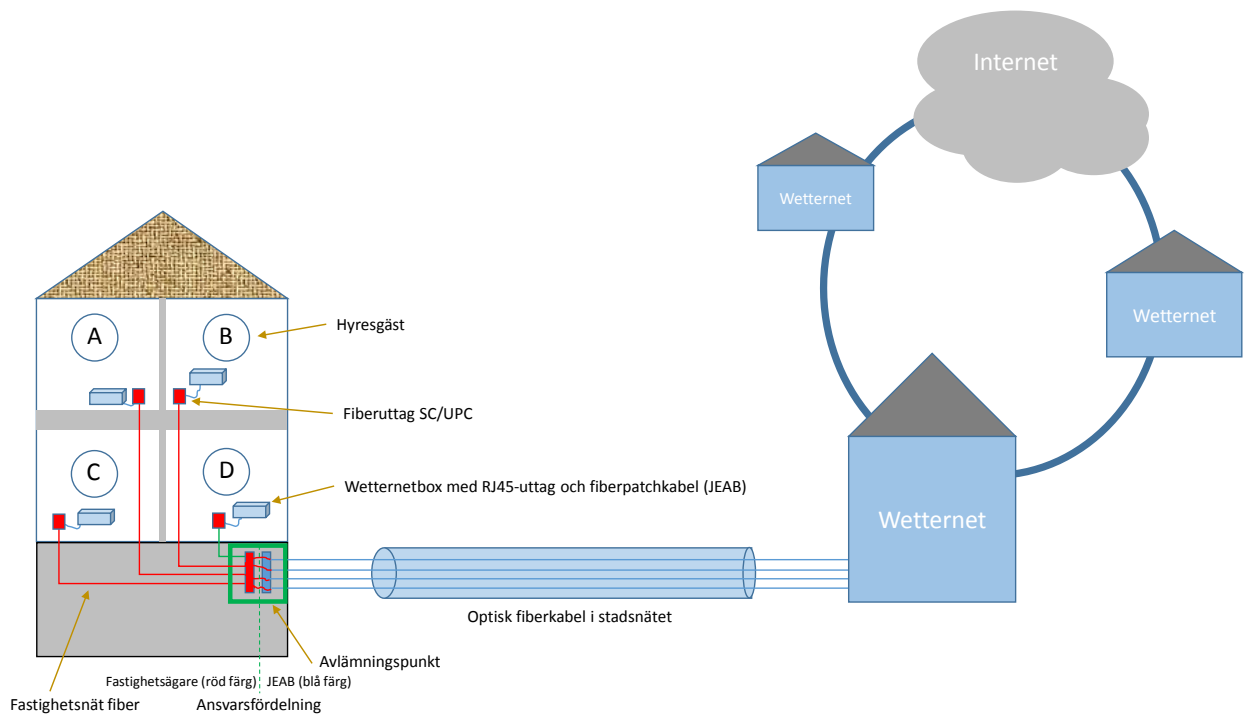 Internet
Wetternet
Wetternet
Wetternet
A
B
Hyresgäst
Fiberuttag SC/UPC
C
D
Wetternetbox med RJ45-uttag och fiberpatchkabel (JEAB)
Optisk fiberkabel i stadsnätet
Avlämningspunkt
Fastighetsägare (röd färg)
JEAB (blå färg)
Fastighetsnät fiber
Ansvarsfördelning